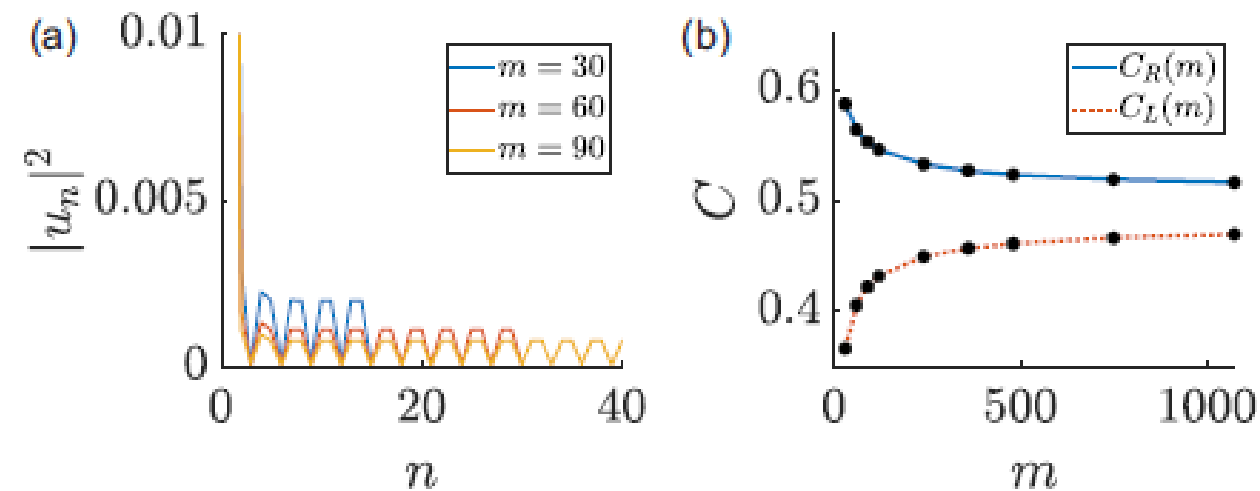 (a)
0.01
0.005
0
|u_n|^2
m = 30
m = 60
m = 90
0 20 40
n
(b)
0.6
0.5
0.4
C
C_R(m)
C_L(m)
0 500 1000
m